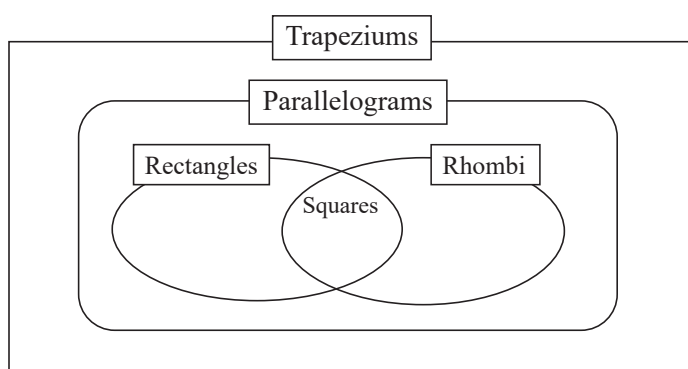 Trapeziums
Parallelograms
Rectangles
Rhombi
Squares